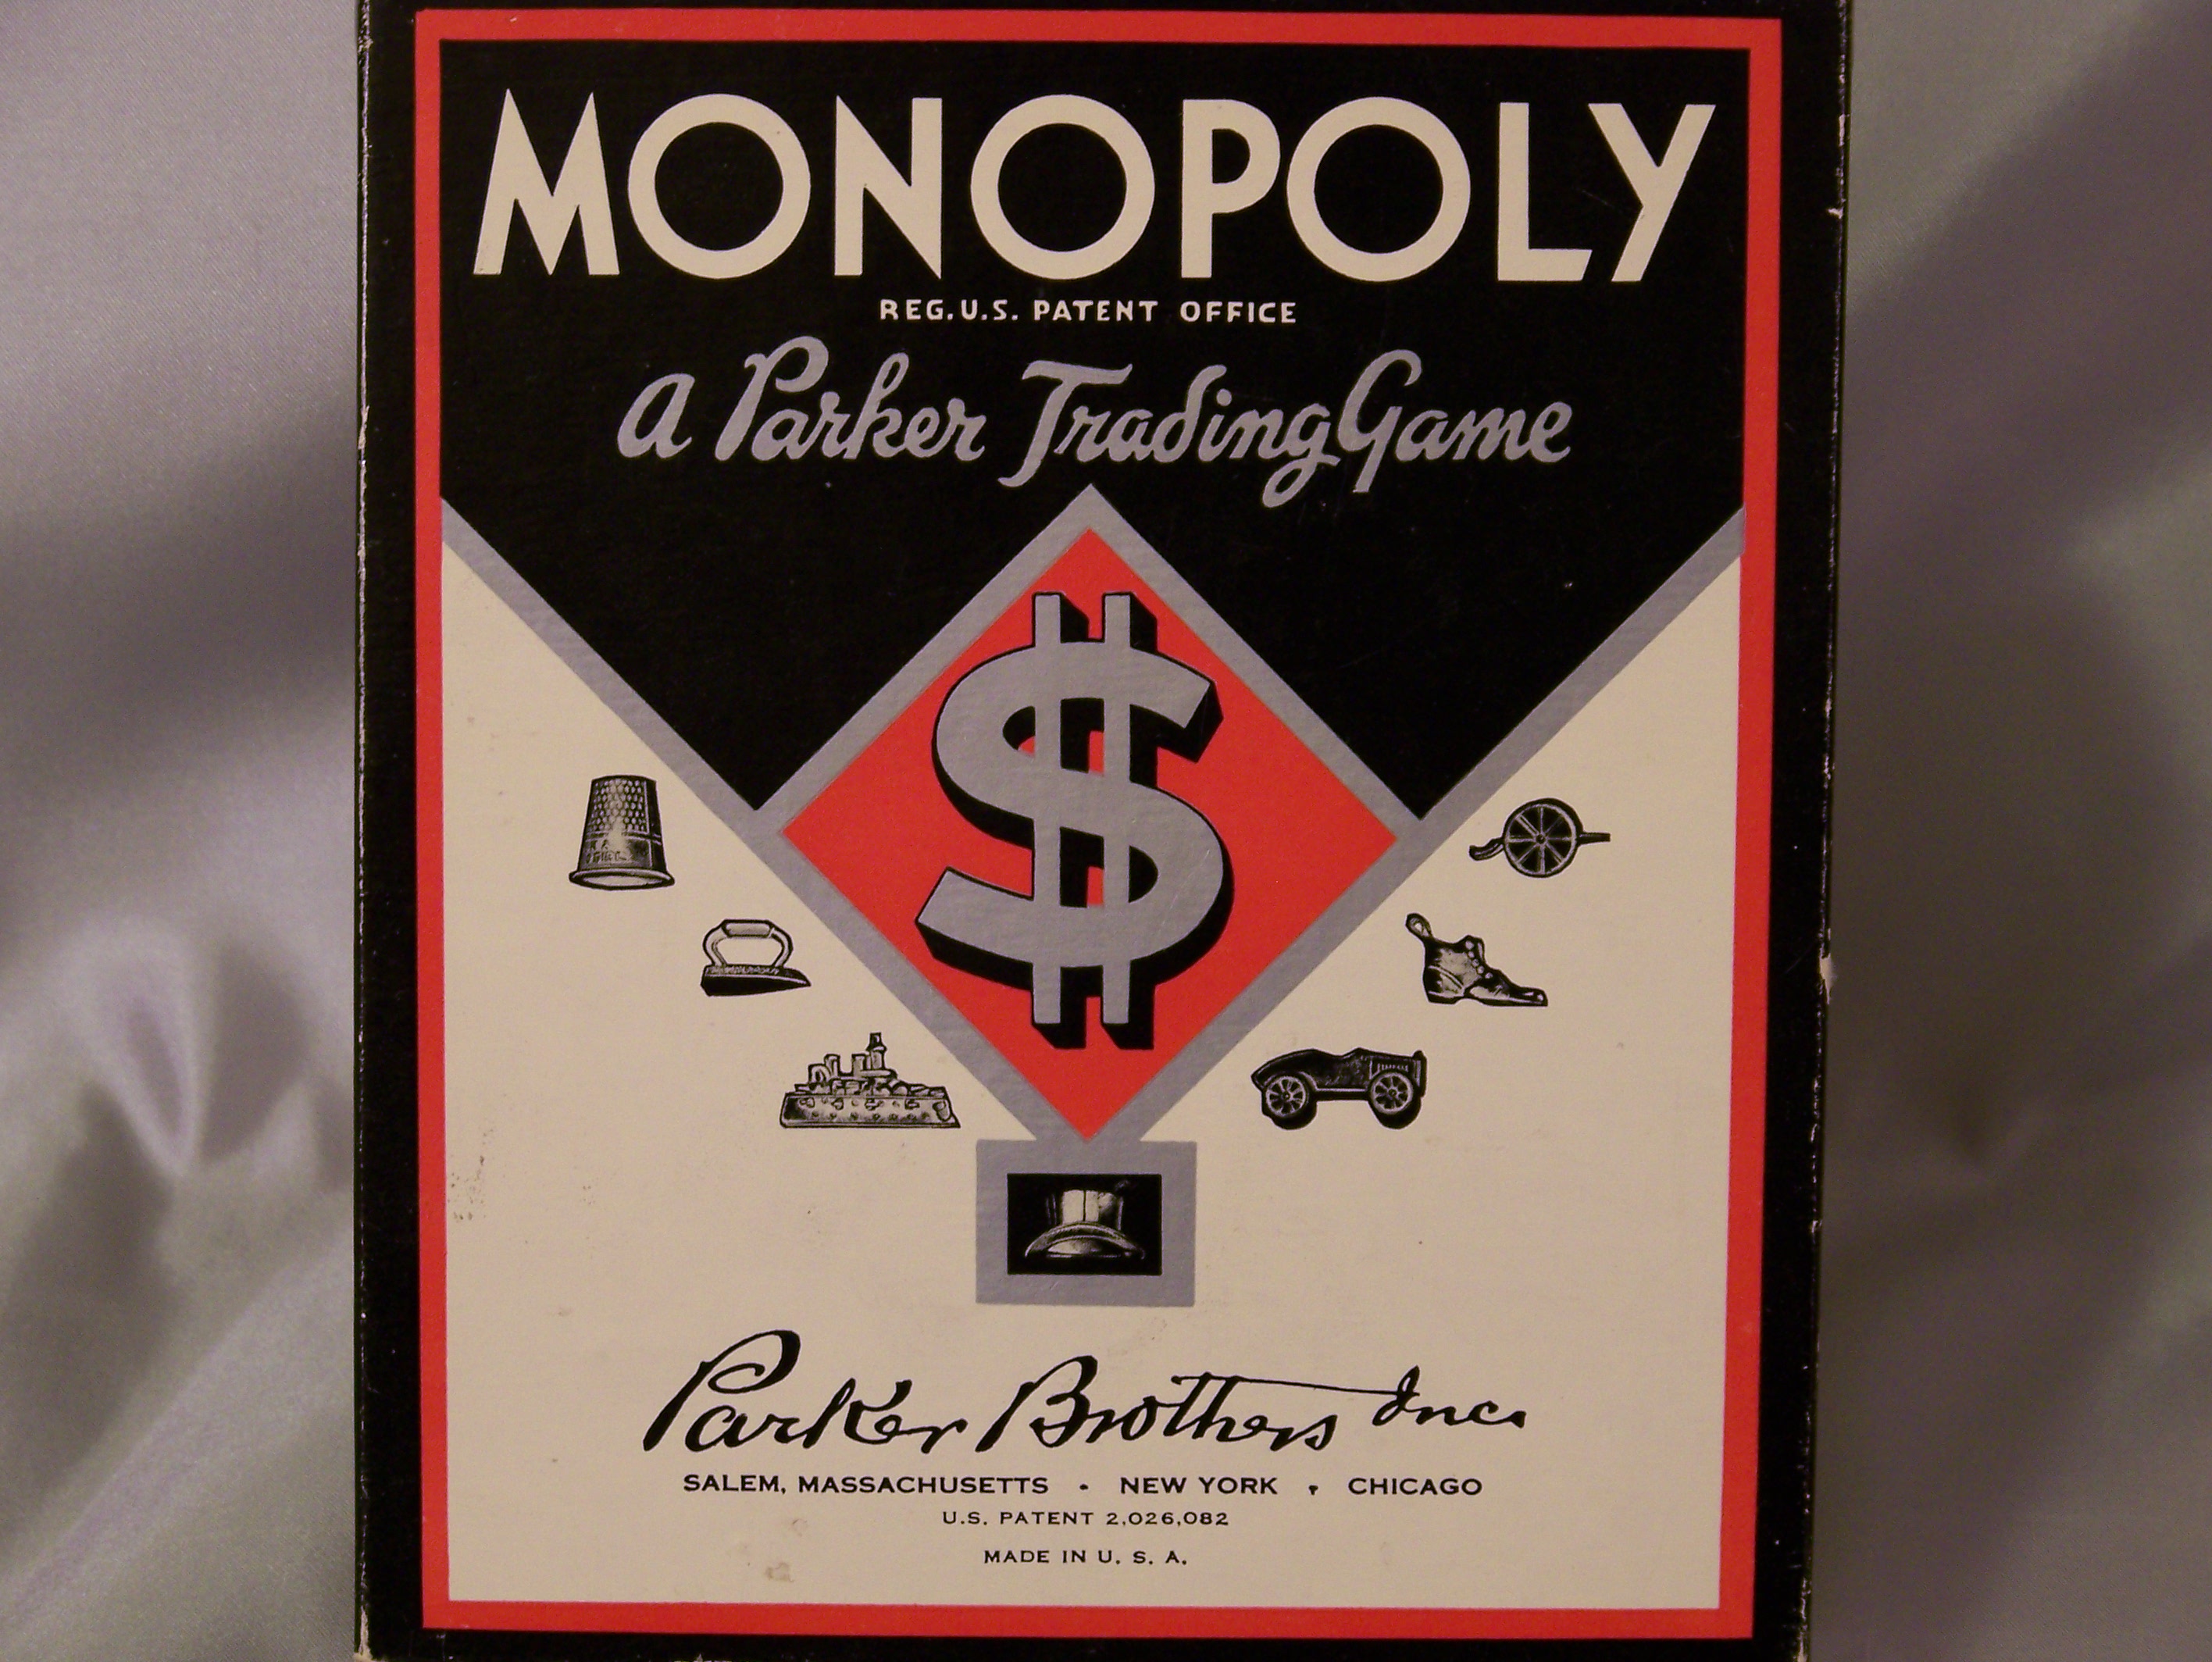 MONOPOLY
REG. U.S. PATENT OFFICE
a Parker Trading Game
$
Parker Brothers Inc.
SALEM, MASSACHUSETTS • NEW YORK • CHICAGO
U.S. PATENT 2,026,082
MADE IN U. S. A.